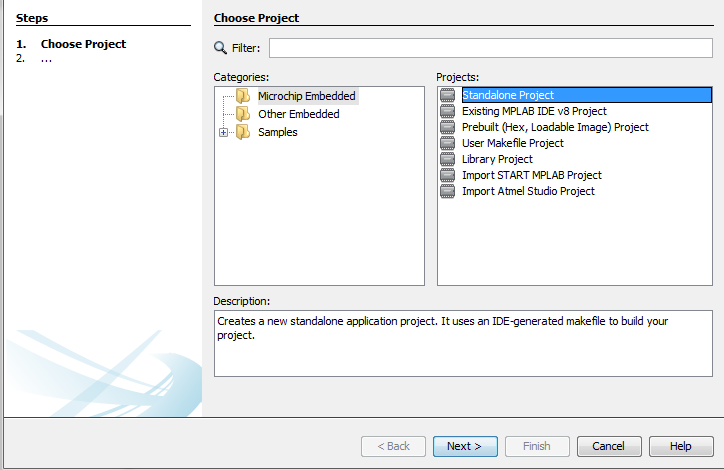 Steps
1. Choose Project
2. ...
Choose Project
Filter:
Categories:
Microchip Embedded
Other Embedded
Samples
Projects:
Standalone Project
Existing MPLAB IDE v8 Project
Prebuilt (Hex, Loadable Image) Project
User Makefile Project
Library Project
Import START MPLAB Project
Import Atmel Studio Project
Description:
Creates a new standalone application project. It uses an IDE-generated makefile to build your
project.
< Back
Next >
Finish
Cancel
Help